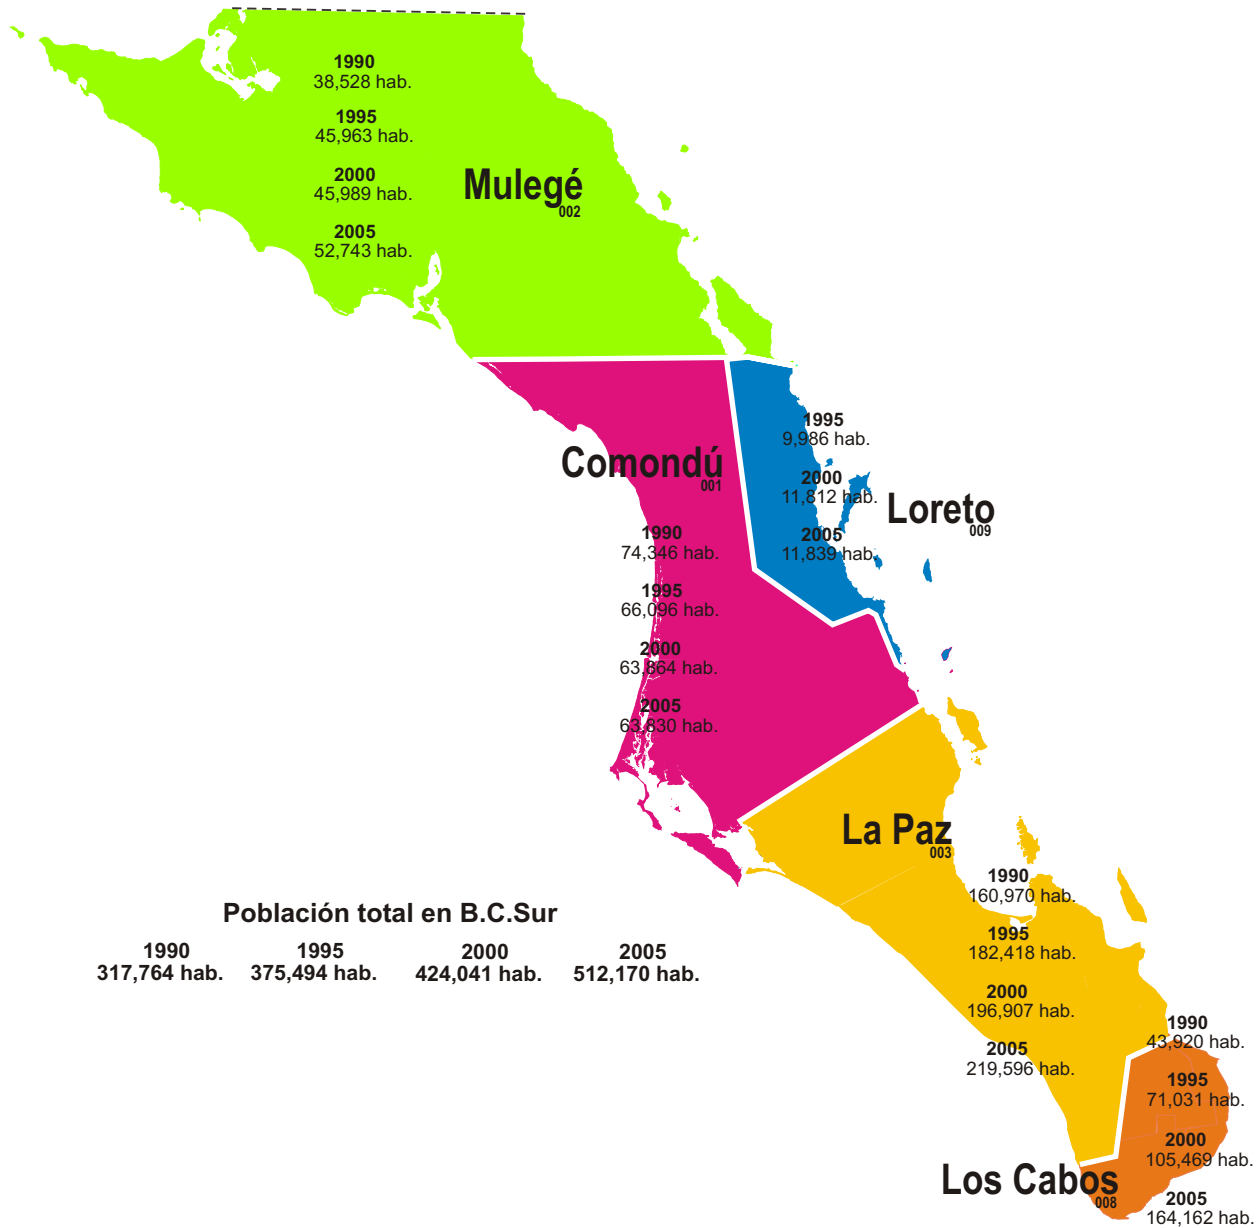 1990
38,528 hab.
1995
45,963 hab.
2000
45,989 hab.
2005
52,743 hab.
Mulegé
002
Comondú
001
1990
74,346 hab.
1995
66,096 hab.
2000
63,864 hab.
2005
63,830 hab.
1995
9,986 hab.
2000
11,812 hab.
2005
11,839 hab.
Loreto
009
La Paz
003
1990
160,970 hab.
1995
182,418 hab.
2000
196,907 hab.
2005
219,596 hab.
Población total en B.C.Sur
1990 1995 2000 2005
317,764 hab. 375,494 hab. 424,041 hab. 512,170 hab.
1990
43,920 hab.
1995
71,031 hab.
2000
105,469 hab.
2005
164,162 hab.
Los Cabos
008